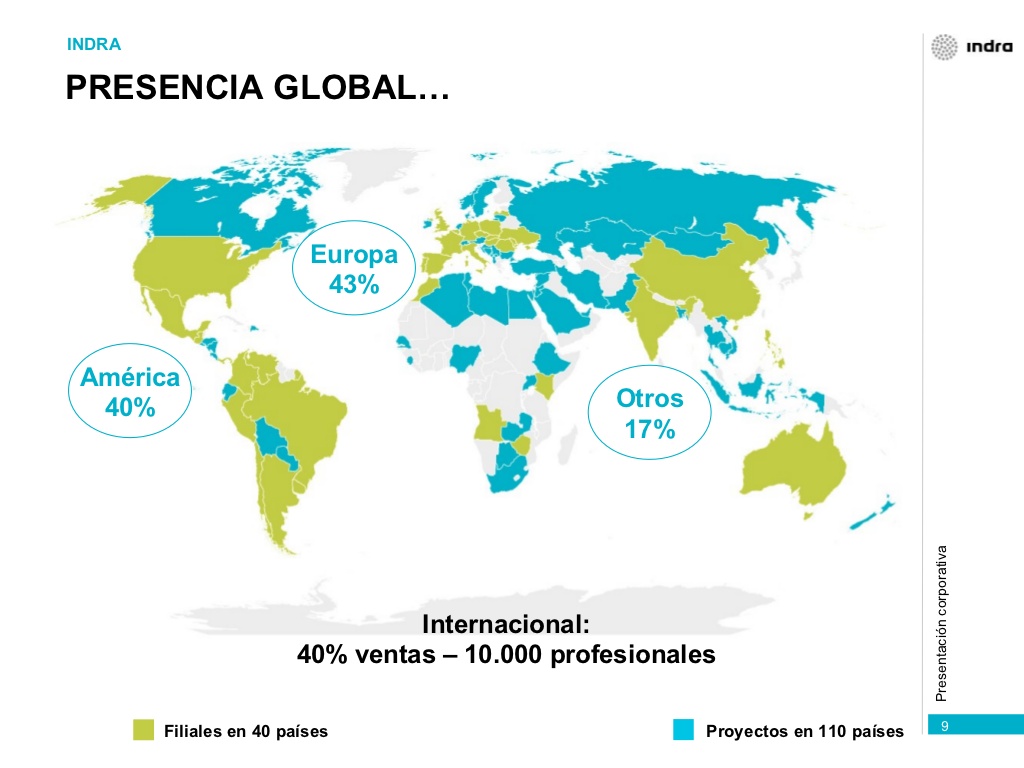 INDRA
PRESENCIA GLOBAL…
indra
Europa
43%
América
40%
Otros
17%
Internacional:
40% ventas – 10.000 profesionales
Filiales en 40 países
Proyectos en 110 países
Presentación corporativa
9